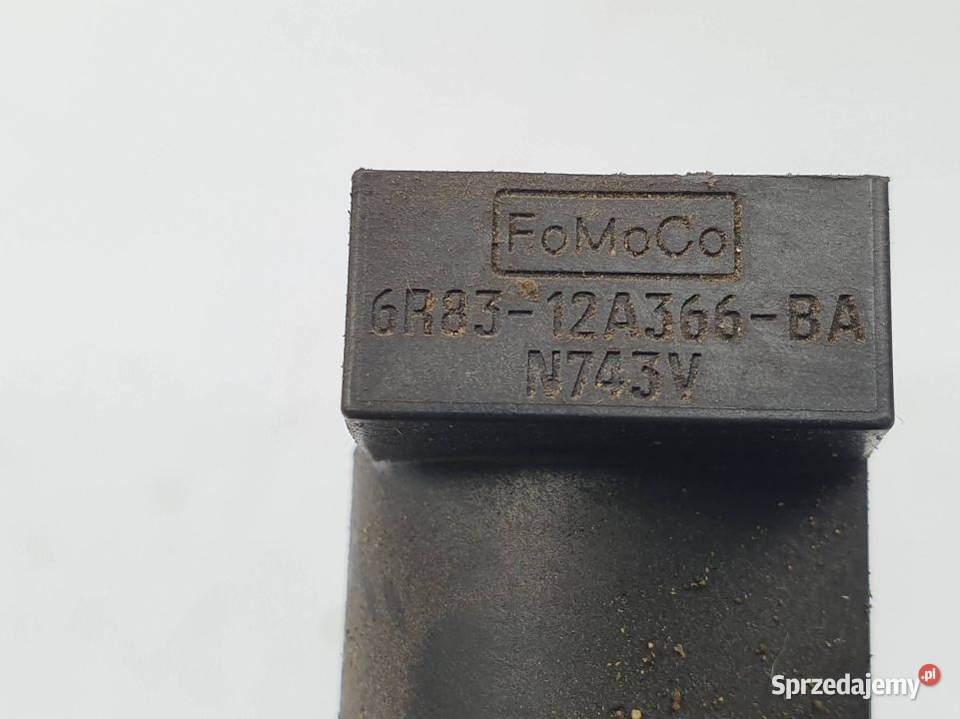 FoMoCo
6R83-12A366-BA
N743V
Sprzedajemy.pl